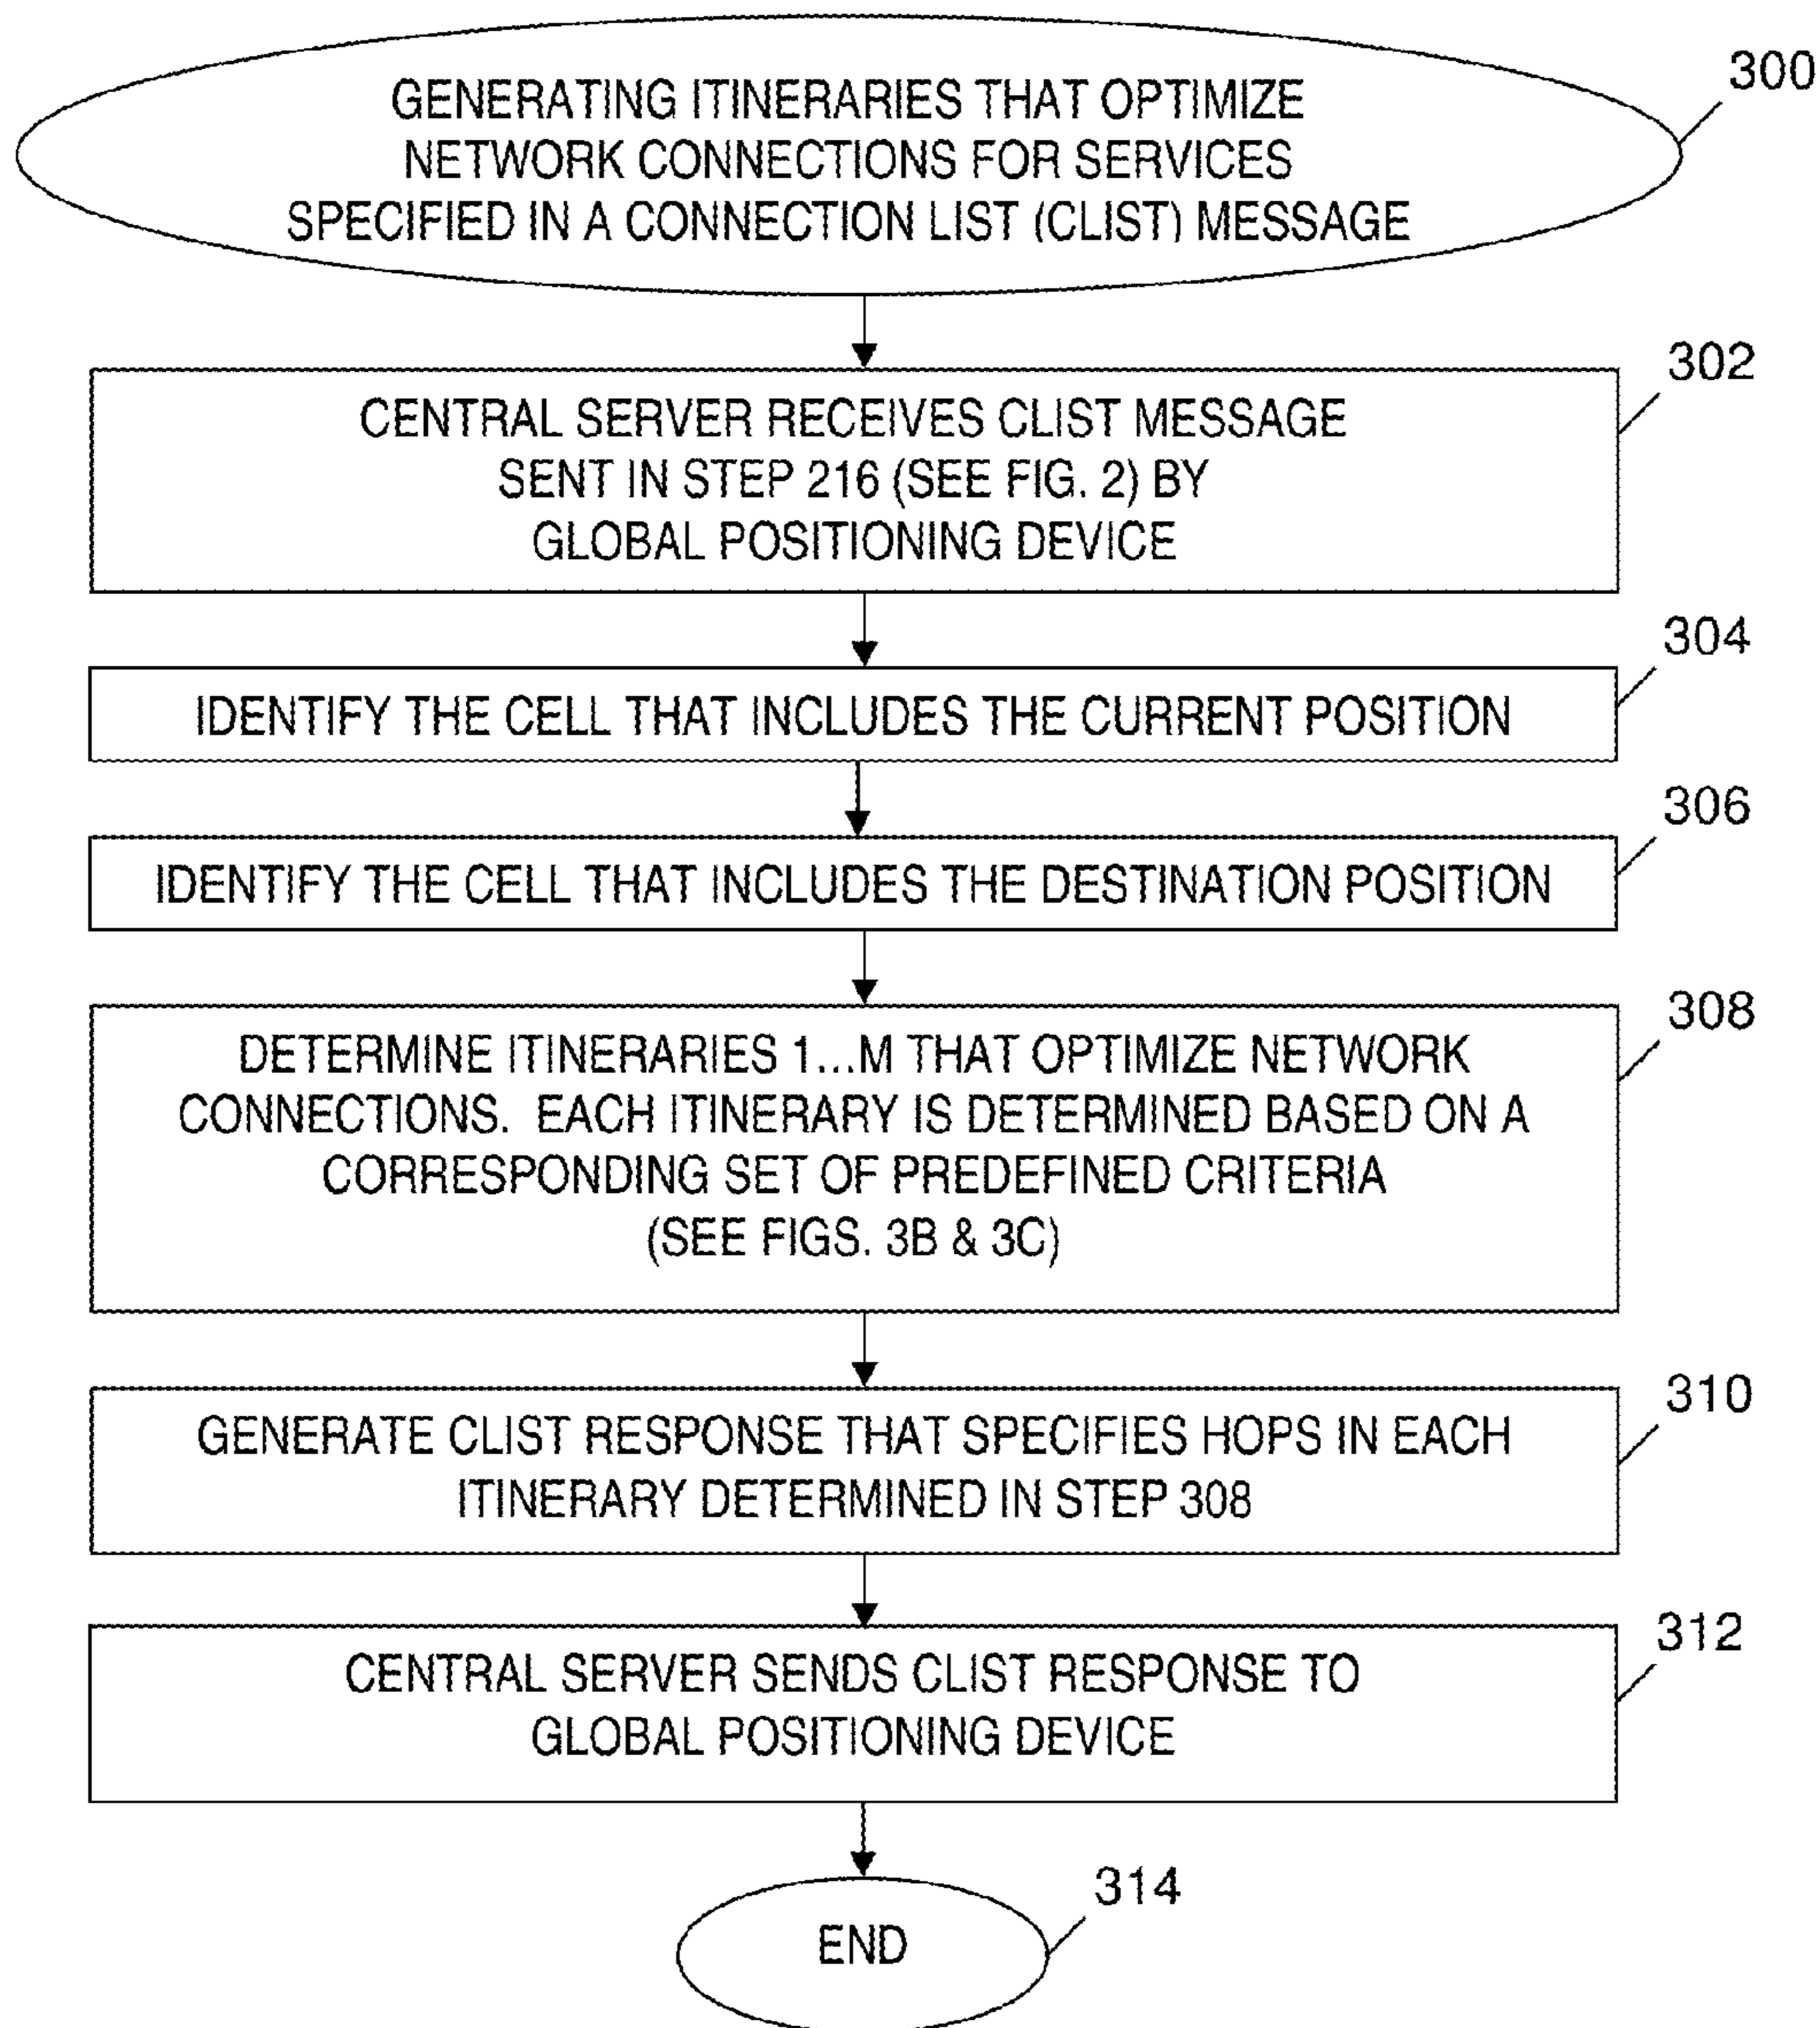 GENERATING ITINERARIES THAT OPTIMIZE
NETWORK CONNECTIONS FOR SERVICES
SPECIFIED IN A CONNECTION LIST (CLIST) MESSAGE
300
302
CENTRAL SERVER RECEIVES CLIST MESSAGE
SENT IN STEP 216 (SEE FIG. 2) BY
GLOBAL POSITIONING DEVICE
304
IDENTIFY THE CELL THAT INCLUDES THE CURRENT POSITION
306
IDENTIFY THE CELL THAT INCLUDES THE DESTINATION POSITION
308
DETERMINE ITINERARIES 1...M THAT OPTIMIZE NETWORK
CONNECTIONS. EACH ITINERARY IS DETERMINED BASED ON A
CORRESPONDING SET OF PREDEFINED CRITERIA
(SEE FIGS. 3B & 3C)
310
GENERATE CLIST RESPONSE THAT SPECIFIES HOPS IN EACH
ITINERARY DETERMINED IN STEP 308
312
CENTRAL SERVER SENDS CLIST RESPONSE TO
GLOBAL POSITIONING DEVICE
314
END